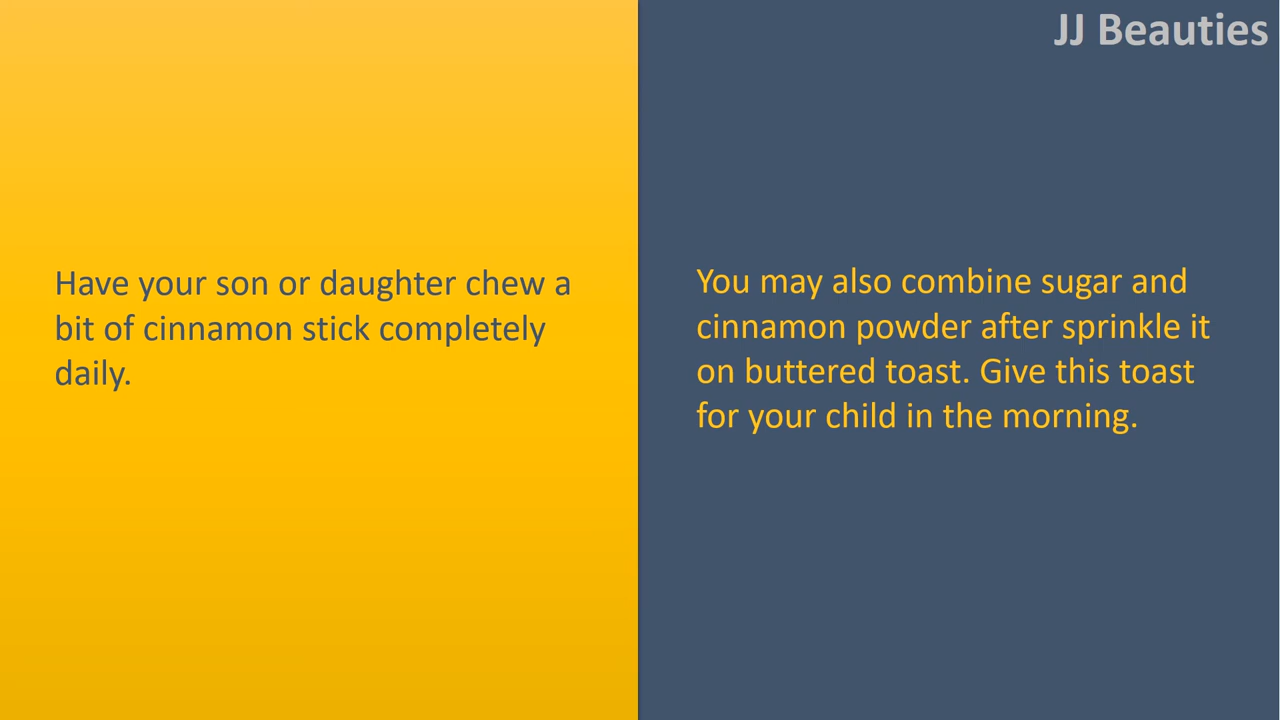 JJ Beauties
Have your son or daughter chew a
bit of cinnamon stick completely
daily.
You may also combine sugar and
cinnamon powder after sprinkle it
on buttered toast. Give this toast
for your child in the morning.